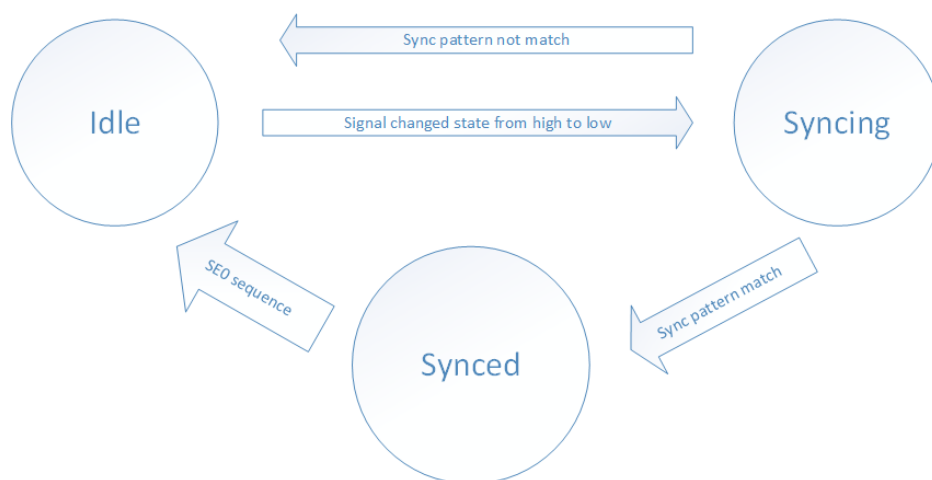 Sync pattern not match
Idle
Signal changed state from high to low
Syncing
SE0 sequence
Sync pattern match
Synced